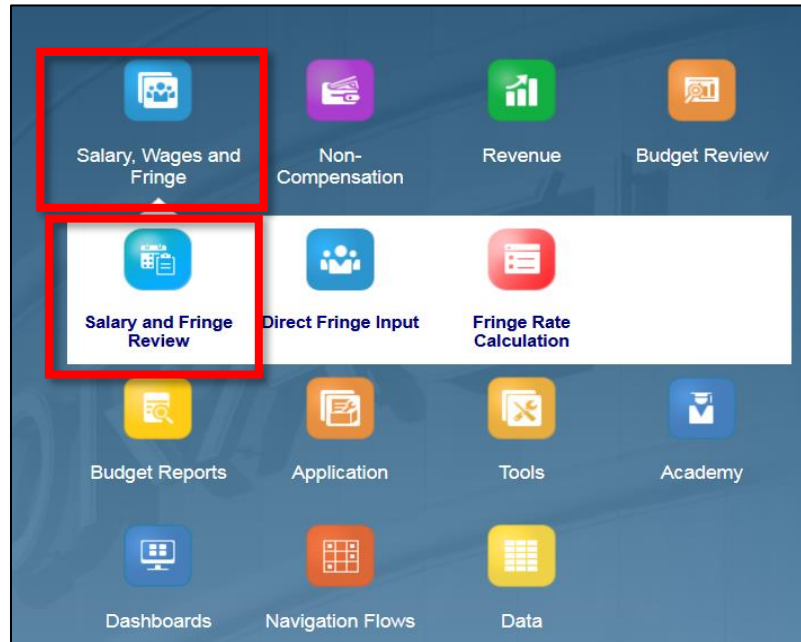 Salary, Wages and
Fringe
Non-
Compensation
Revenue
Budget Review
Salary and Fringe
Review
Direct Fringe Input
Fringe Rate
Calculation
Budget Reports
Application
Tools
Academy
Dashboards
Navigation Flows
Data